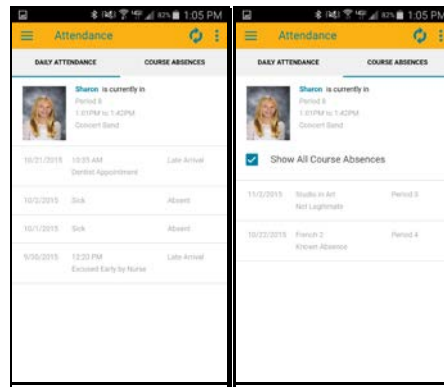 82% 1:05 PM
Attendance
DAILY ATTENDANCE COURSE ABSENCES
Sharon is currently in
Period 8
1:01PM to 1:42PM
Concert Band
10/21/2015 10:35 AM Late Arrival
Dentist Appointment
10/2/2015 Sick Absent
10/1/2015 Sick Absent
9/30/2015 12:20 PM Late Arrival
Excused Early by Nurse
82% 1:05 PM
Attendance
DAILY ATTENDANCE COURSE ABSENCES
Sharon is currently in
Period 8
1:01PM to 1:42PM
Concert Band
Show All Course Absences
11/2/2015 Studio in Art Period 3
Not Legitimate
10/22/2015 French 2 Period 4
Known Absence